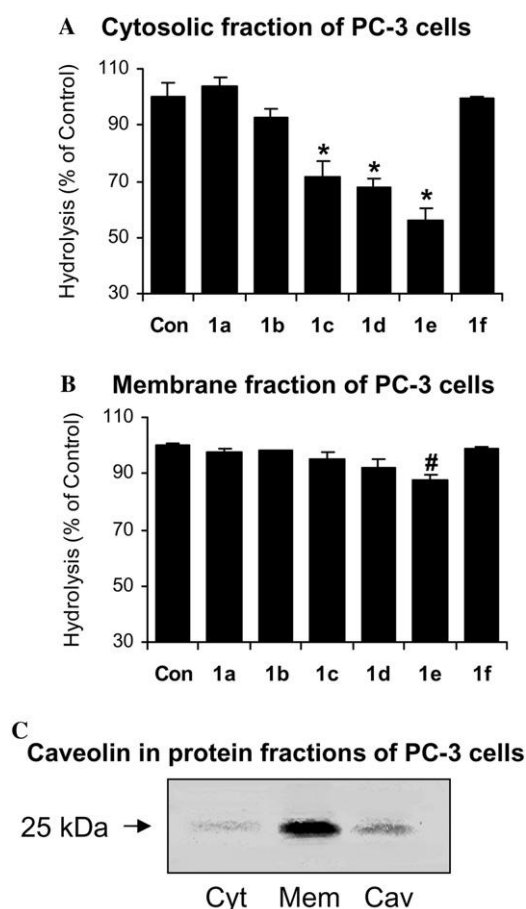 A Cytosolic fraction of PC-3 cells
Hydrolysis (% of Control)
110
90
70
50
30
* * *
Con 1a 1b 1c 1d 1e 1f
B Membrane fraction of PC-3 cells
Hydrolysis (% of Control)
110
90
70
50
30
#
Con 1a 1b 1c 1d 1e 1f
C
Caveolin in protein fractions of PC-3 cells
25 kDa →
Cyt Mem Cav